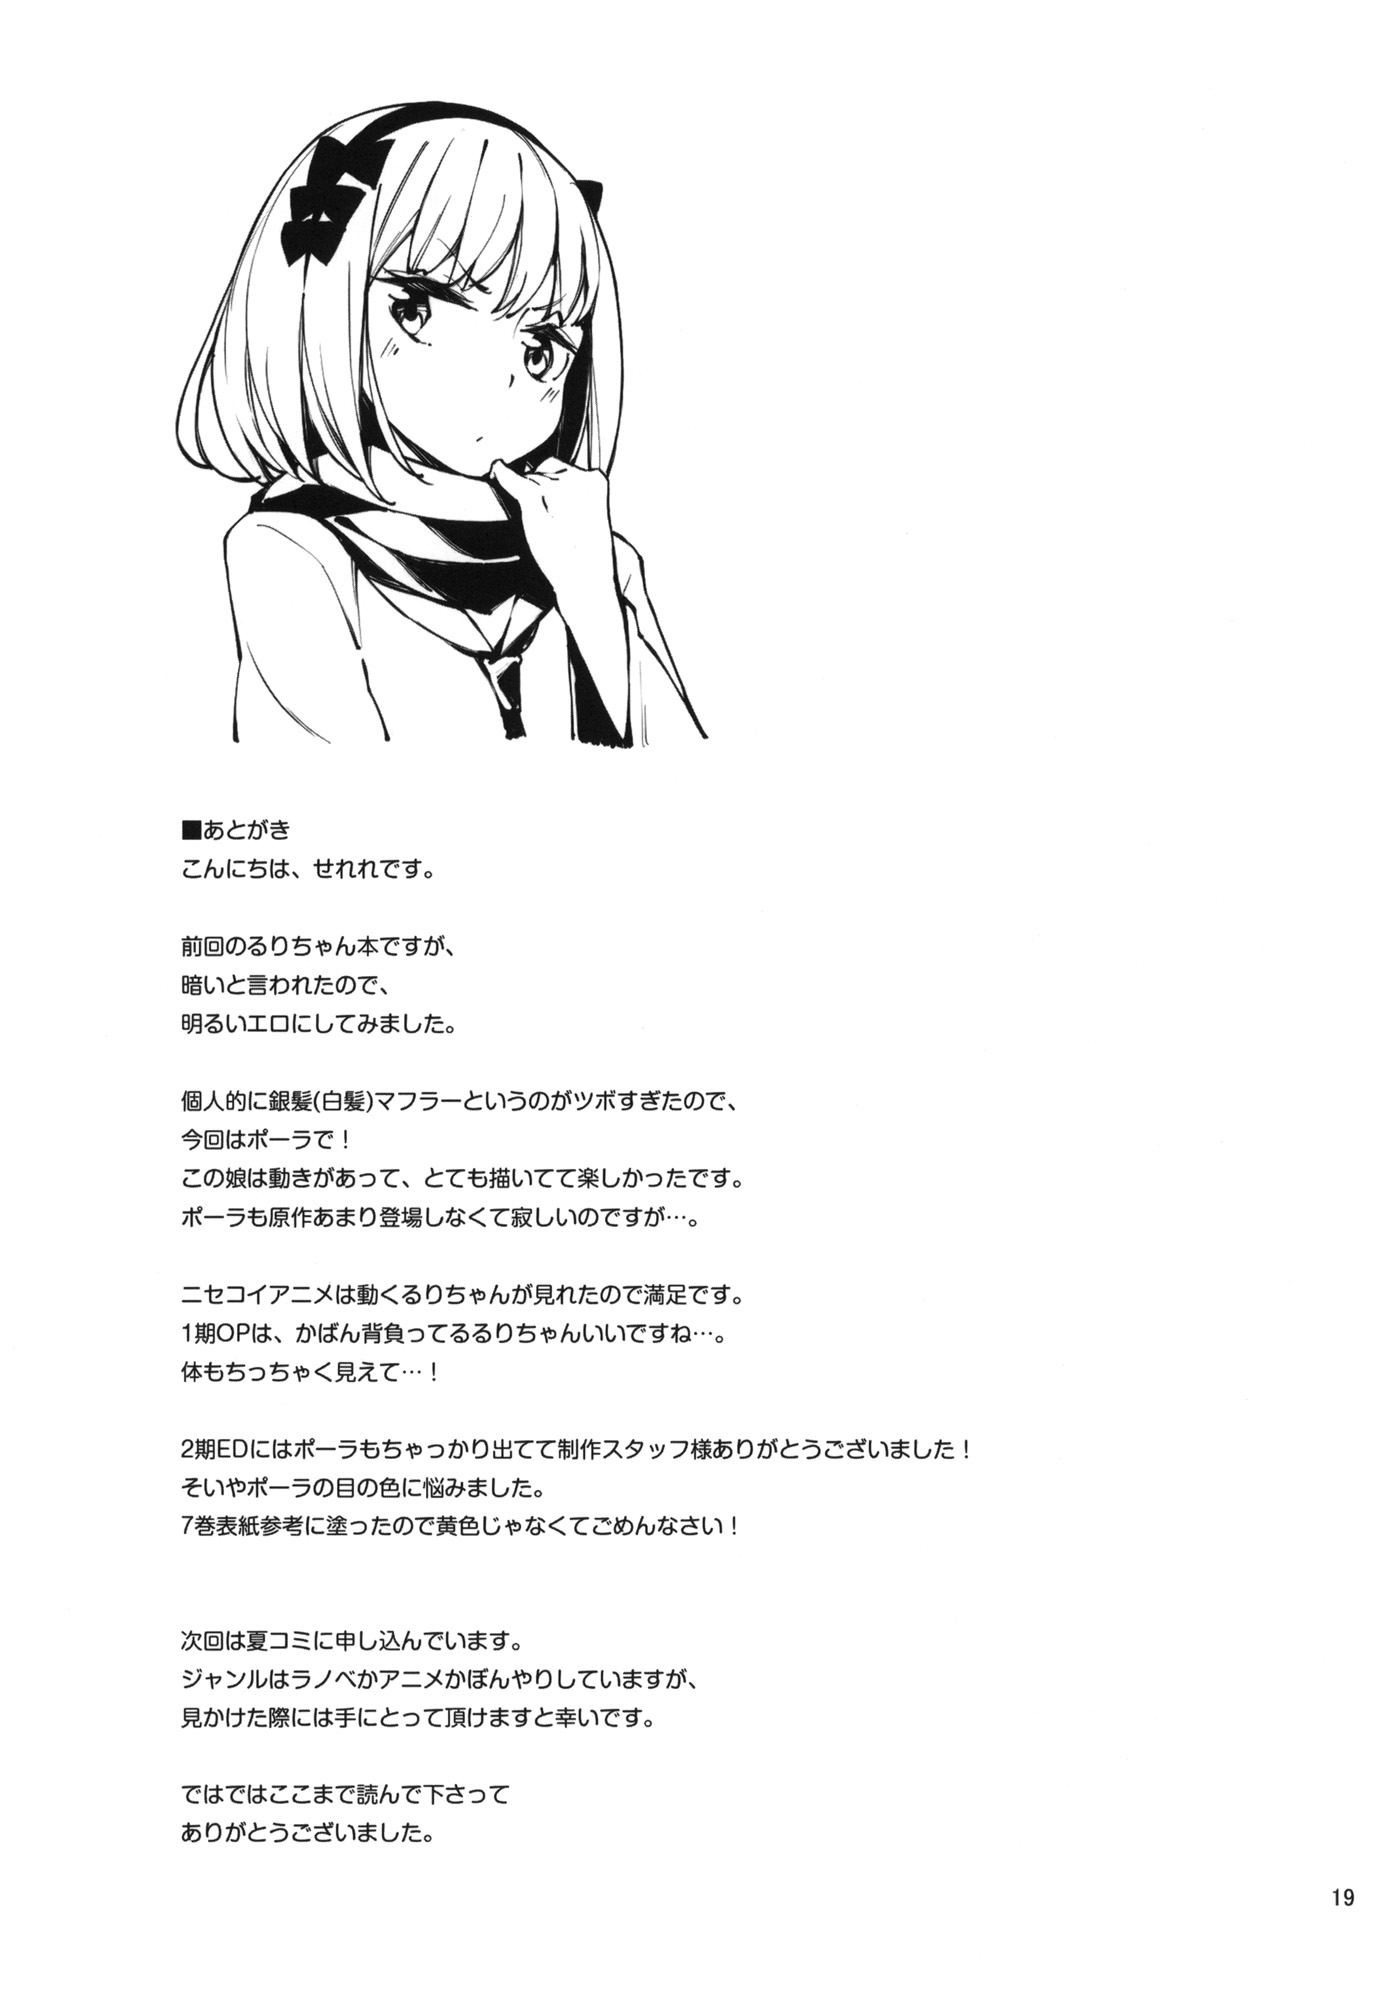 ■あとがき
こんにちは、せれれです。
前回のるりちゃん本ですが、
暗いと言われたので、
明るいエロにしてみました。
個人的に銀髪(白髪)マフラーというのがツボすぎたので、
今回はポーラで！
この娘は動きがあって、とても描いてて楽しかったです。
ポーラも原作あまり登場しなくて寂しいのですが…。
ニセコイアニメは動くるりちゃんが見れたので満足です。
1期OPは、かばん背負ってるるりちゃんいいですね…。
体もちっちゃく見えて…！
2期EDにはポーラもちゃっかり出てて制作スタッフ様ありがとうございました！
そいやポーラの目の色に悩みました。
7巻表紙参考に塗ったので黄色じゃなくてごめんなさい！
次回は夏コミに申し込んでいます。
ジャンルはラノベかアニメかぼんやりしていますが、
見かけた際には手にとって頂けますと幸いです。
ではではここまで読んで下さって
ありがとうございました。
19